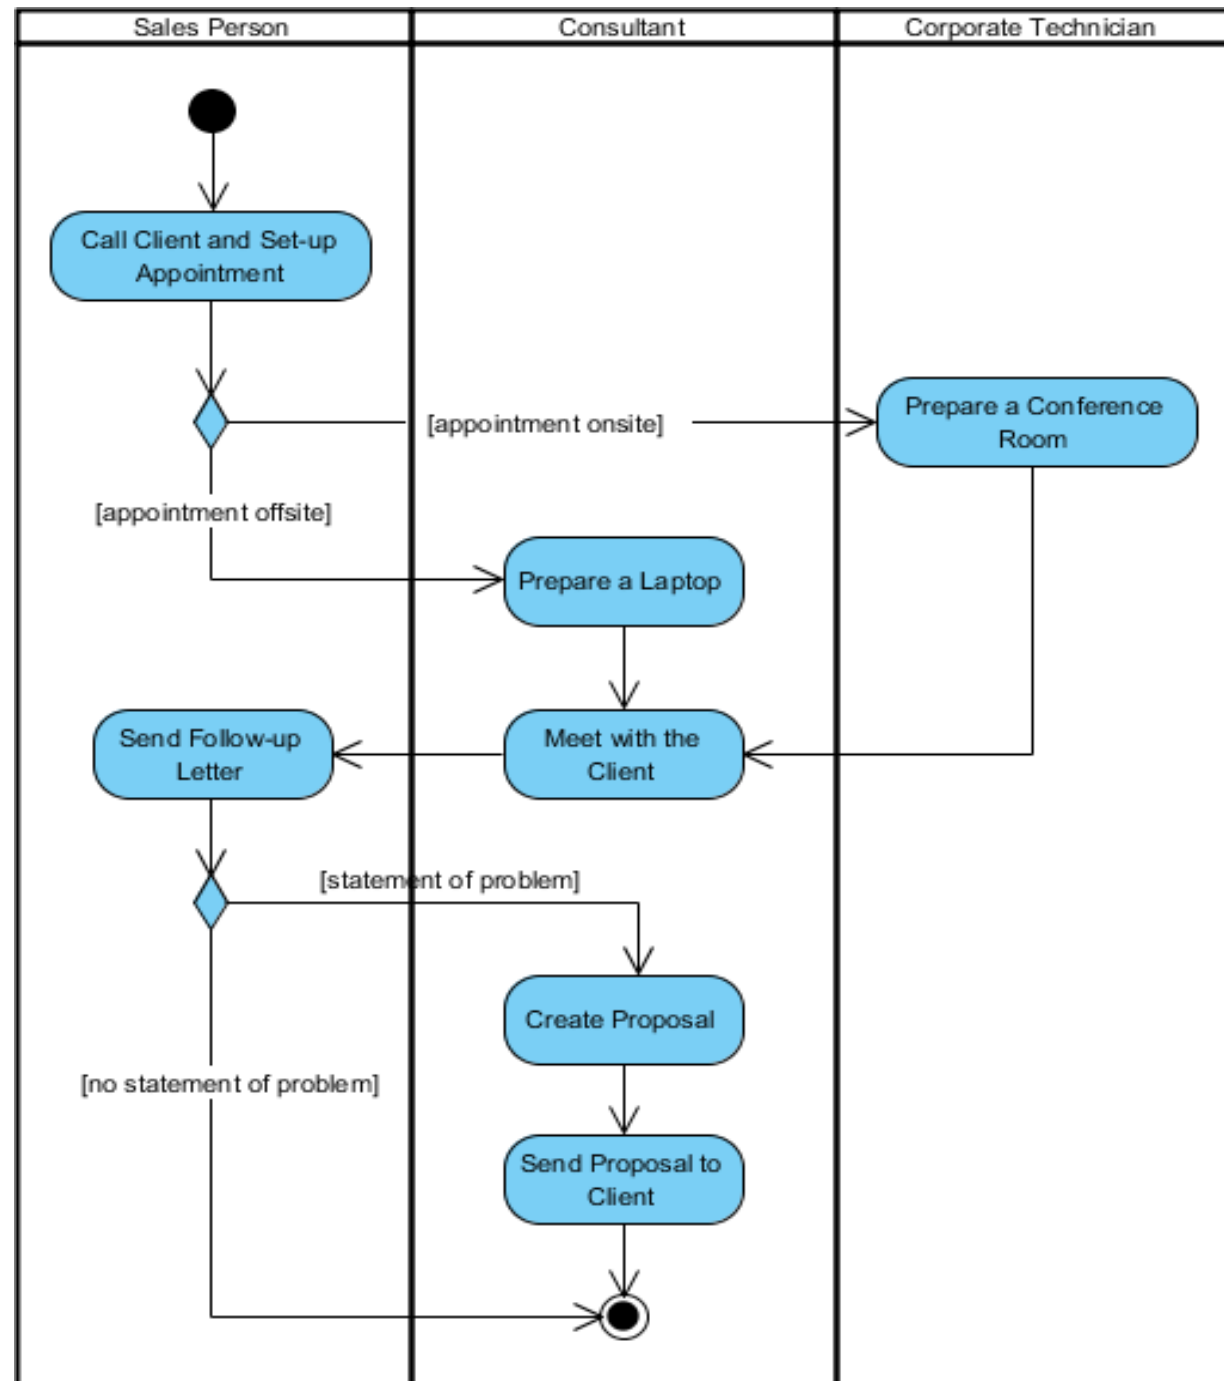 Sales Person
Consultant
Corporate Technician
Call Client and Set-up
Appointment
[appointment onsite]
Prepare a Conference
Room
[appointment offsite]
Prepare a Laptop
Send Follow-up
Letter
Meet with the
Client
[statement of problem]
Create Proposal
[no statement of problem]
Send Proposal to
Client